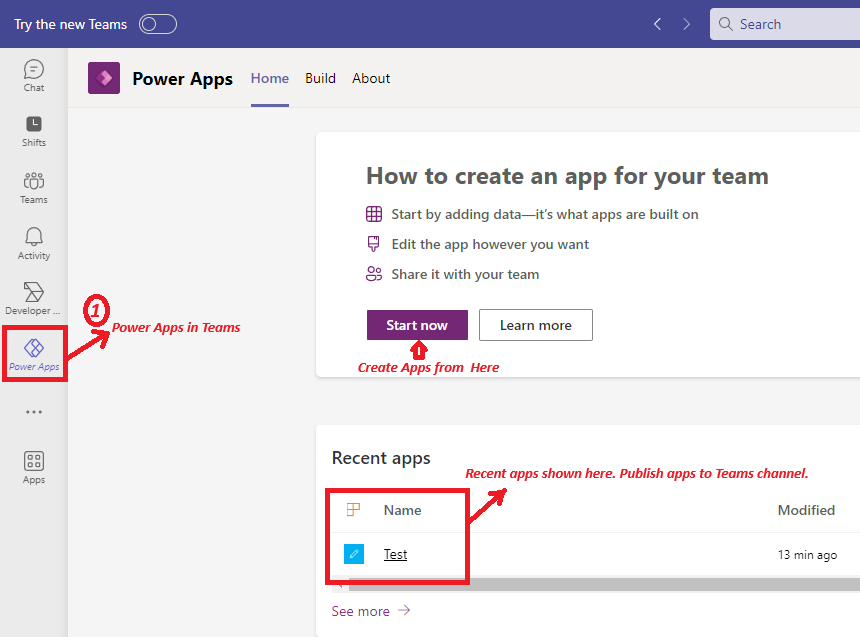 Try the new Teams
Search
Chat
Shifts
Teams
Activity
Developer ...
Power Apps
Apps
Power Apps Home Build About
How to create an app for your team
Start by adding data—it's what apps are built on
Edit the app however you want
Share it with your team
1
Power Apps in Teams
Start now Learn more
Create Apps from Here
Recent apps
Recent apps shown here. Publish apps to Teams channel.
Name Modified
Test 13 min ago
See more